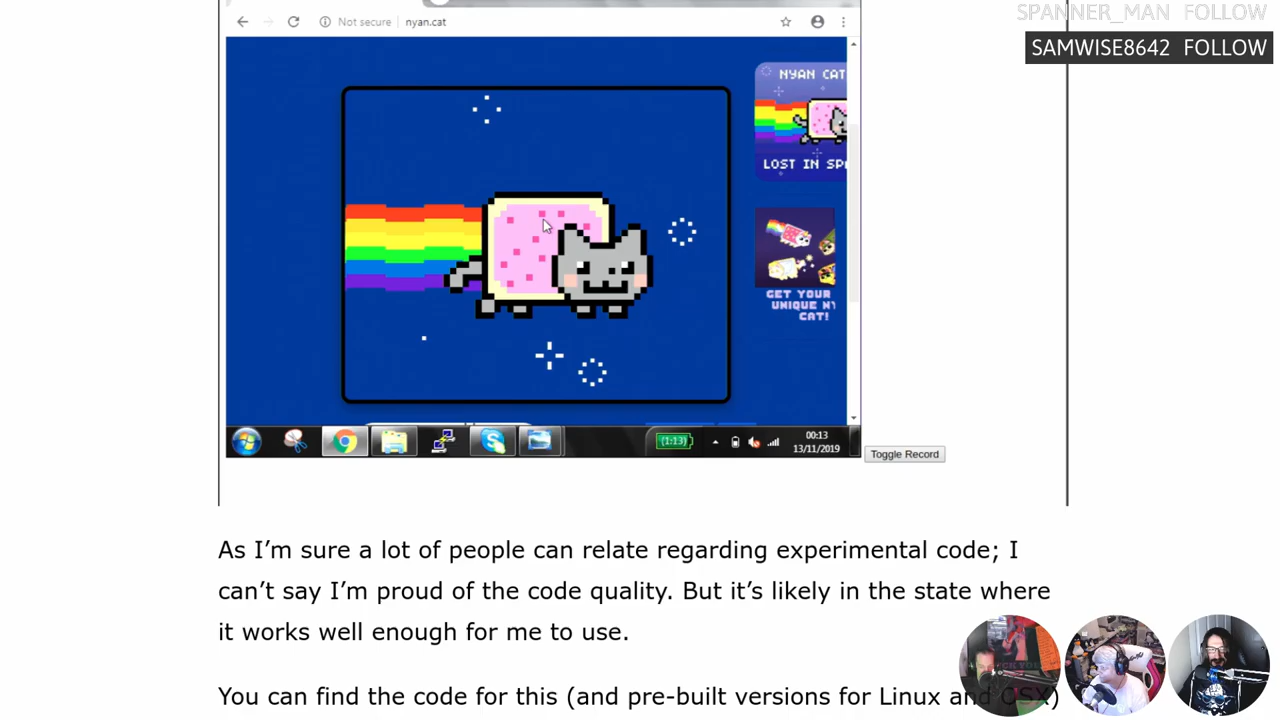 SPANNER_MAN FOLLOW
SAMWISE8642 FOLLOW
Not secure nyan.cat
NYAN CAT
LOST IN SP
GET YOUR
UNIQUE N
CAT!
(1:13)
00:13
13/11/2019
Toggle Record
As I’m sure a lot of people can relate regarding experimental code; I
can’t say I’m proud of the code quality. But it’s likely in the state where
it works well enough for me to use.
You can find the code for this (and pre-built versions for Linux and OSX)